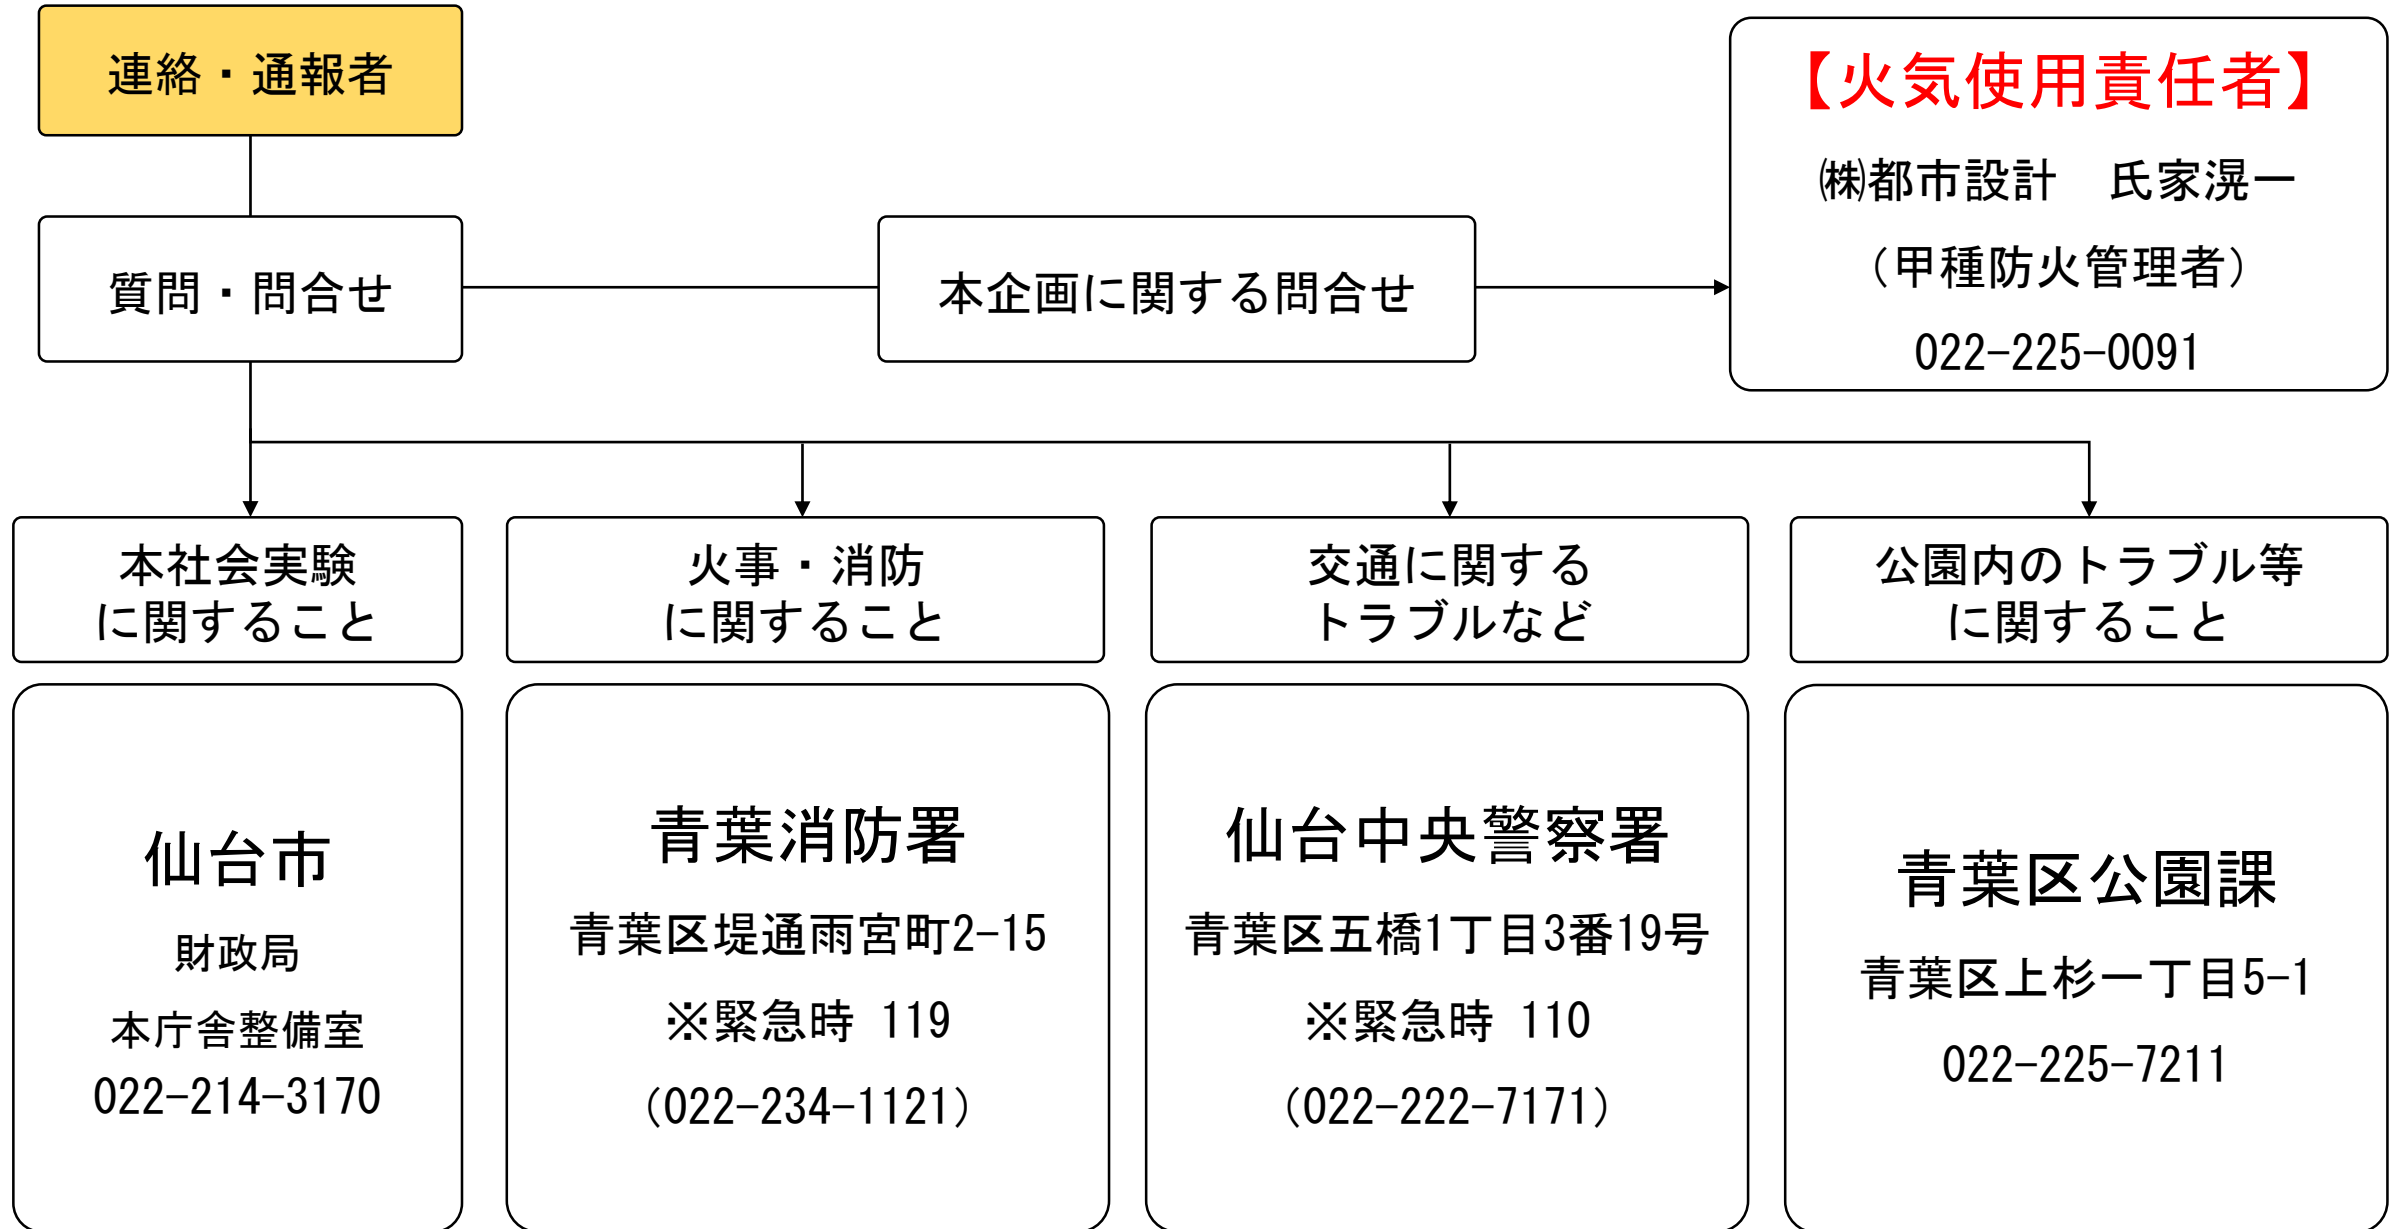 連絡・通報者
【火気使用責任者】
㈱都市設計　氏家滉一
（甲種防火管理者）
022-225-0091
質問・問合せ
本企画に関する問合せ
本社会実験
に関すること
火事・消防
に関すること
交通に関する
トラブルなど
公園内のトラブル等
に関すること
仙台市
財政局
本庁舎整備室
022-214-3170
青葉消防署
青葉区堤通雨宮町2-15
※緊急時 119
（022-234-1121）
仙台中央警察署
青葉区五橋1丁目3番19号
※緊急時 110
（022-222-7171）
青葉区公園課
青葉区上杉一丁目5-1
022-225-7211